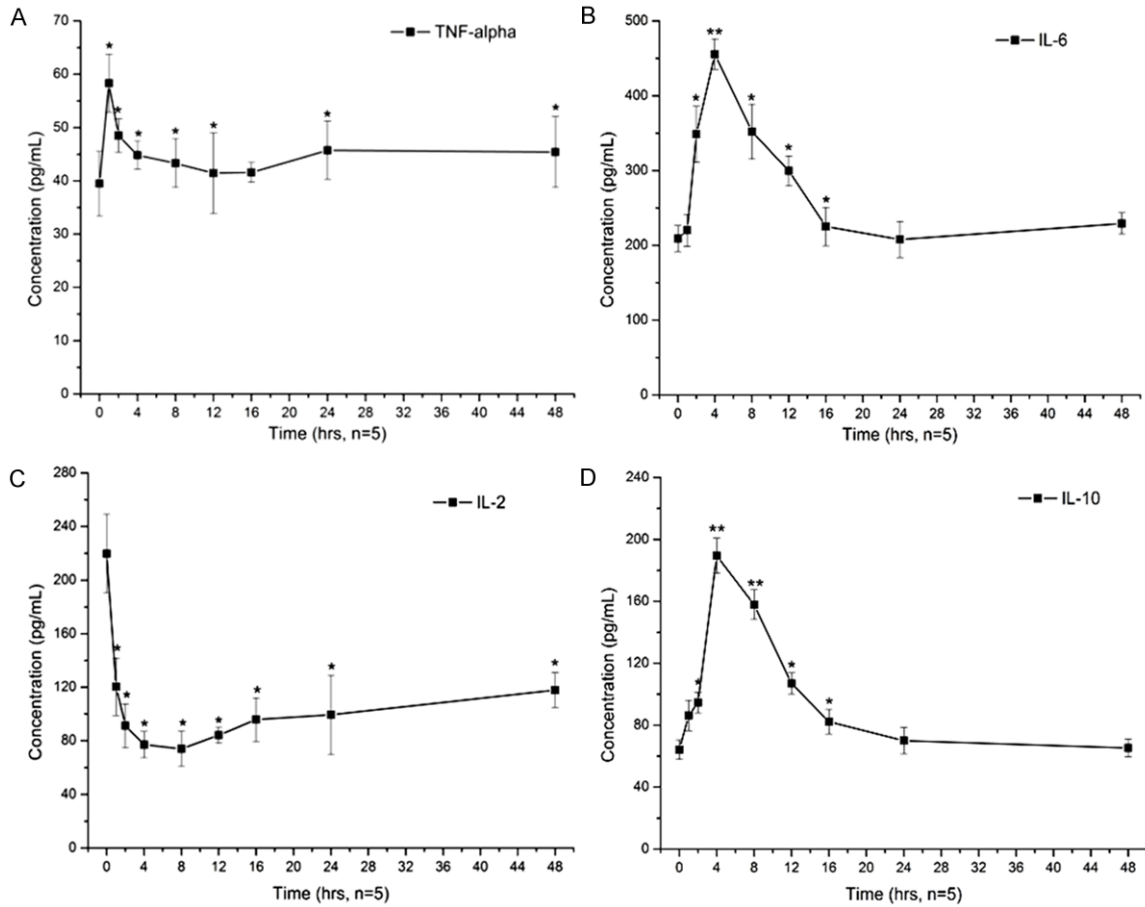 A
TNF-alpha
Concentration (pg/mL)
70
60
50
40
30
20
10
0
* * * * * * *
0 4 8 12 16 20 24 28 32 36 40 44 48
Time (hrs, n=5)
B
IL-6
Concentration (pg/mL)
500
400
300
200
100
0
* ** * * *
0 4 8 12 16 20 24 28 32 36 40 44 48
Time (hrs, n=5)
C
IL-2
Concentration (pg/mL)
280
240
200
160
120
80
40
0
* * * * * * * *
0 4 8 12 16 20 24 28 32 36 40 44 48
Time (hrs, n=5)
D
IL-10
Concentration (pg/mL)
240
200
160
120
80
40
0
* ** ** * *
0 4 8 12 16 20 24 28 32 36 40 44 48
Time (hrs, n=5)